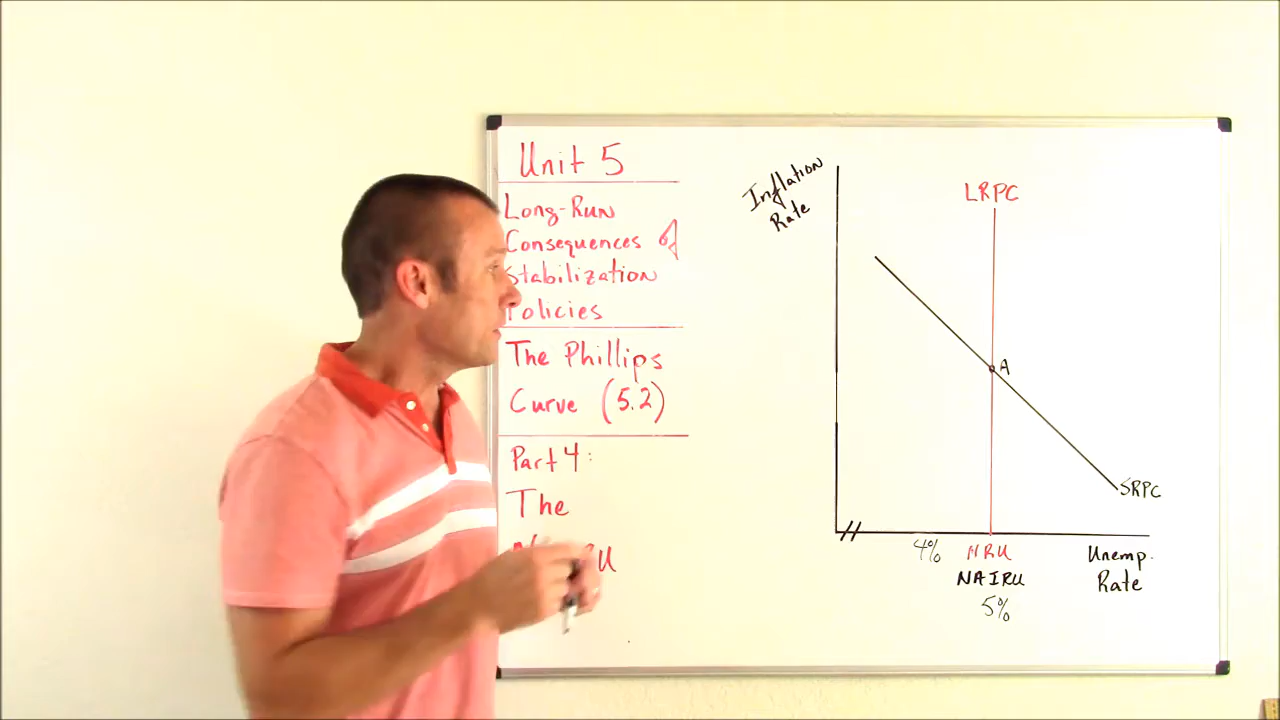 Unit 5
Long-Run
Consequences of
Stabilization
Policies
The Phillips
Curve (5.2)
Part 4:
The
Inflation
Rate
LRPC
A
SRPC
4%
NRU
NAIRU
5%
Unemp.
Rate